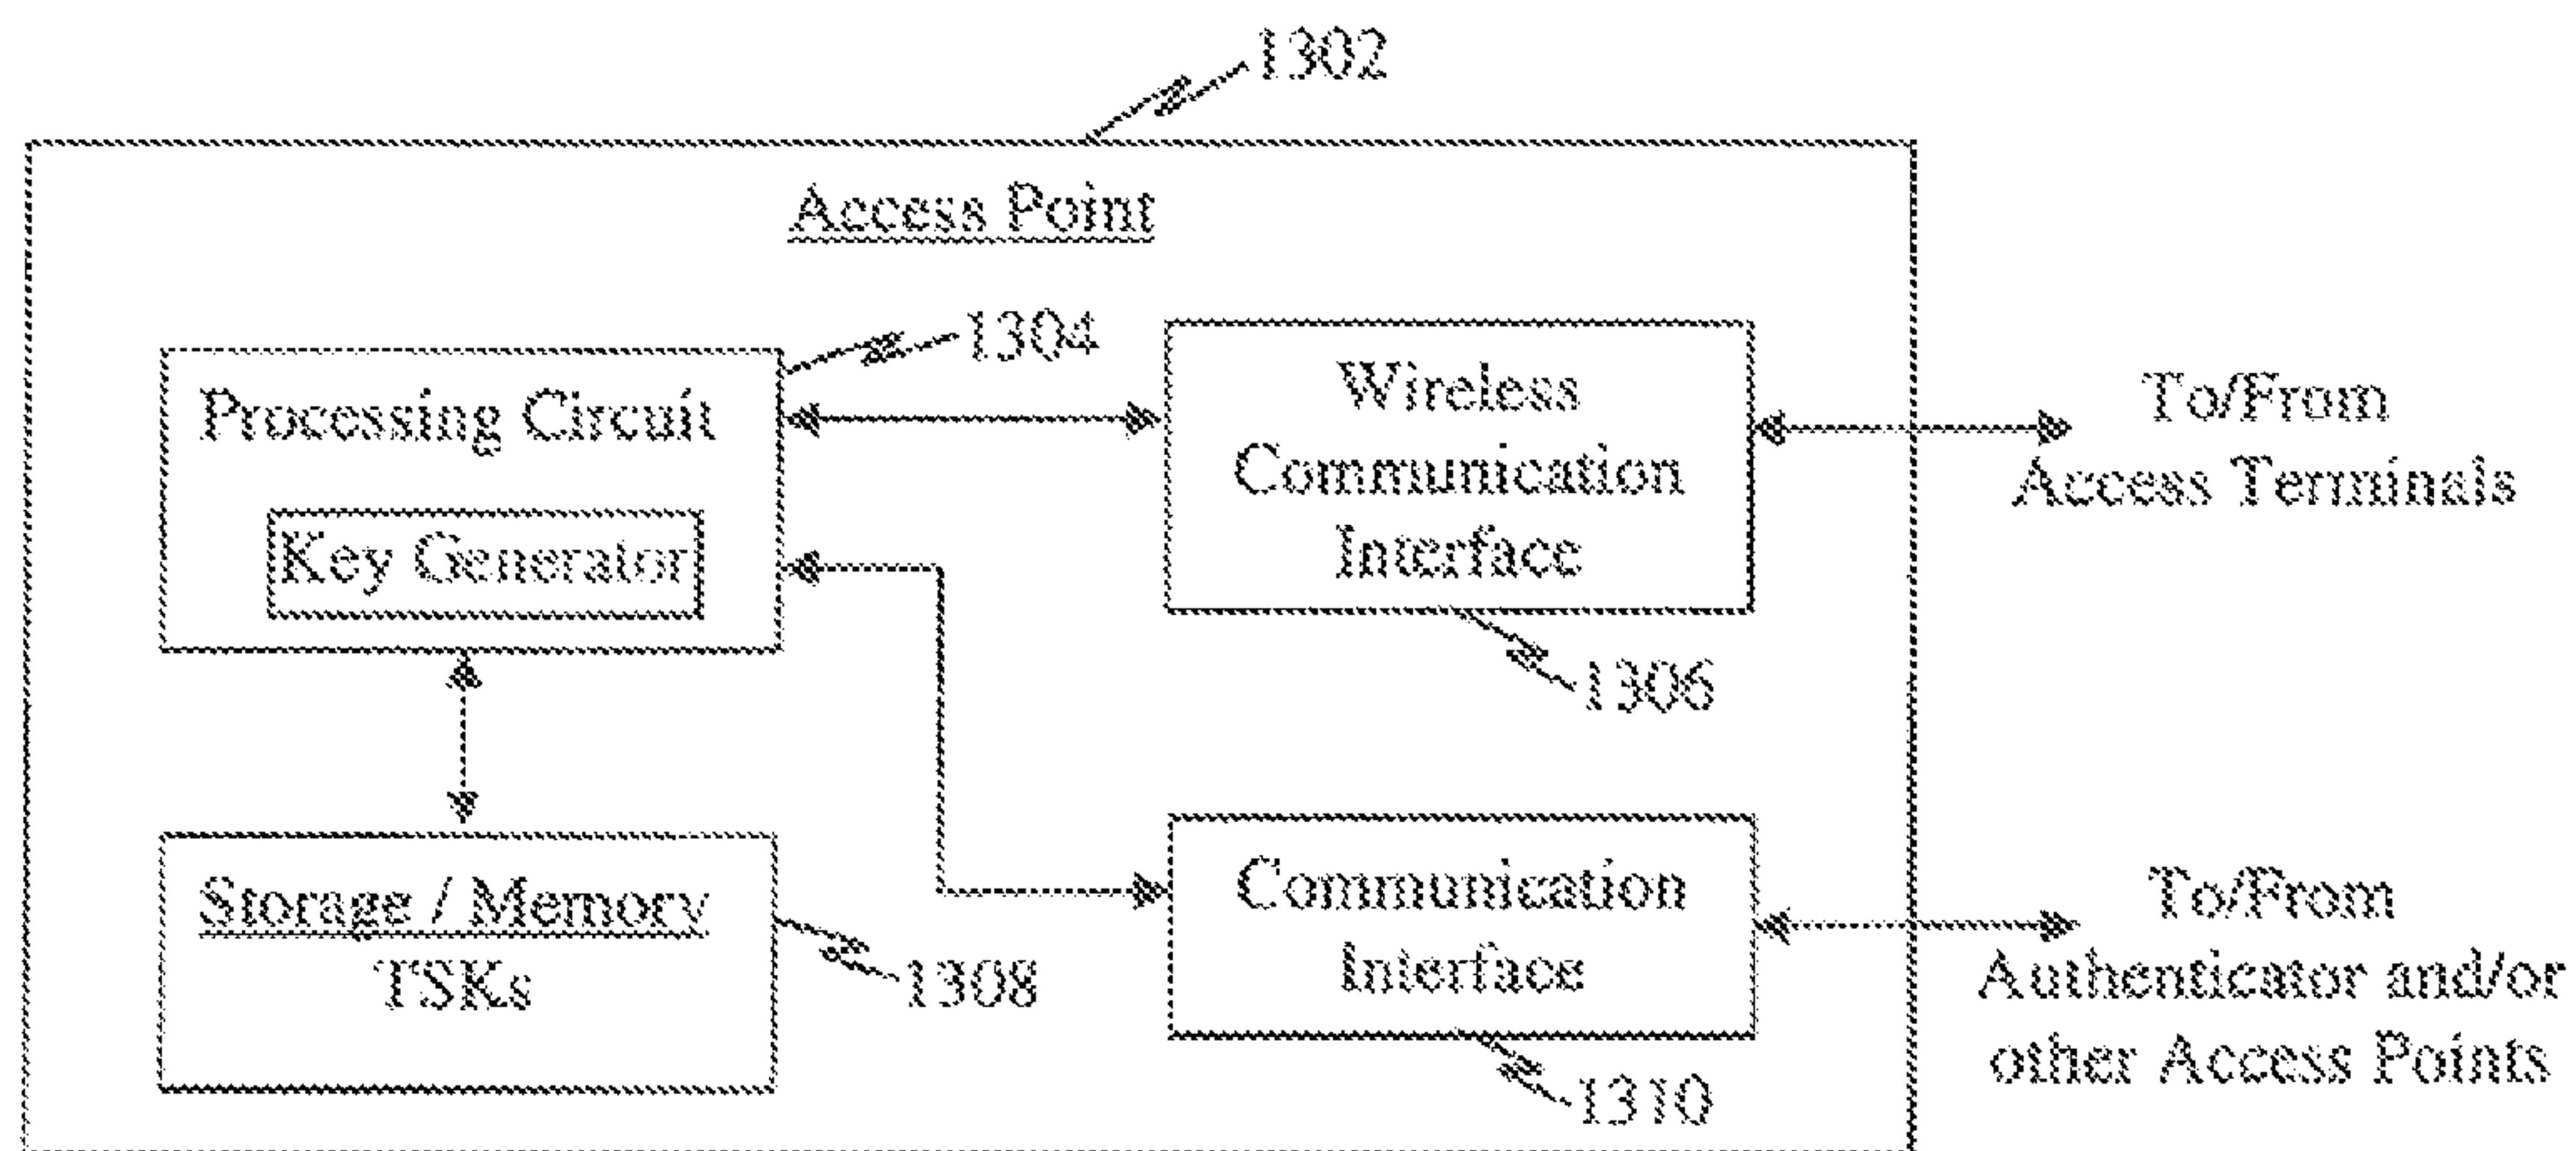 1302
Access Point
1304
Processing Circuit
Key Generator
Wireless
Communication
Interface
1306
To/From
Access Terminals
Storage / Memory
TSKs
1308
Communication
Interface
1310
To/From
Authenticator and/or
other Access Points